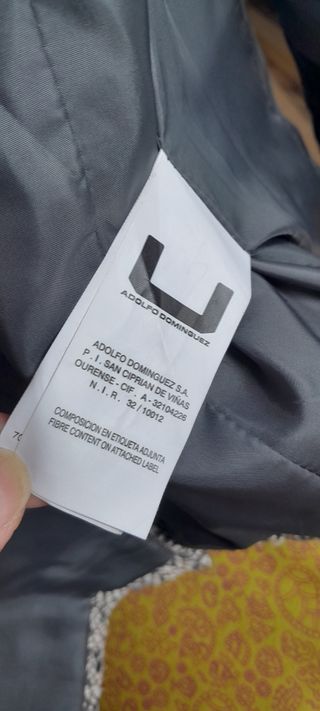 ADOLFO DOMINGUEZ
ADOLFO DOMINGUEZ S.A.
P. I. SAN CIPRIAN DE VIÑAS
OURENSE - CIF. A - 32104226
N.I.R. 32/10012
COMPOSICION EN ETIQUETA ADJUNTA
FIBRE CONTENT ON ATTACHED LABEL